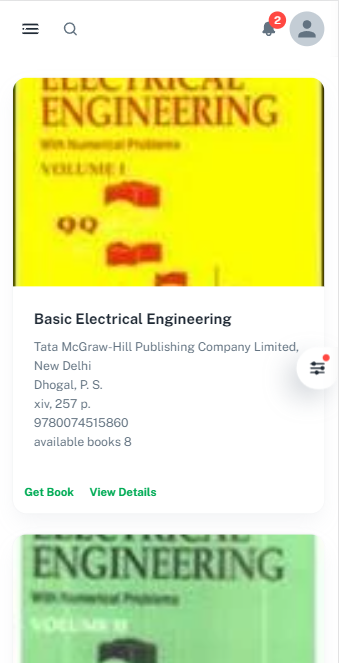 2
ELECTRICAL
ENGINEERING
With Numerical Problems
VOLUME I
Basic Electrical Engineering
Tata McGraw-Hill Publishing Company Limited,
New Delhi
Dhogal, P. S.
xiv, 257 p.
9780074515860
available books 8
Get Book View Details
ELECTRICAL
ENGINEERING
With Numerical Problems
VOLUME II